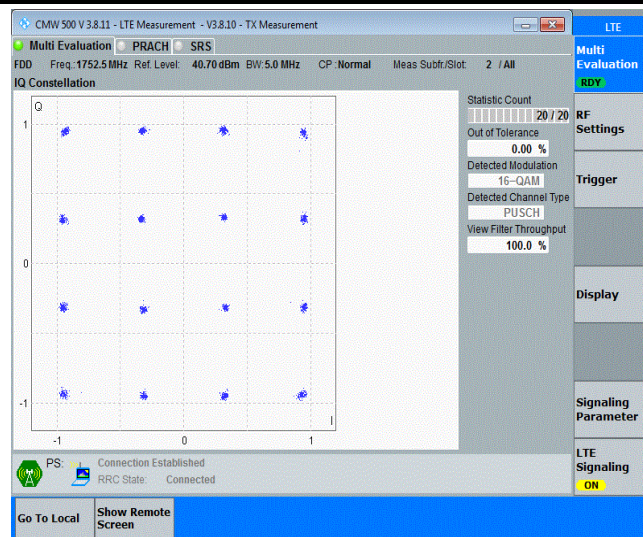 CMW 500 V 3.8.11 - LTE Measurement - V3.8.10 - TX Measurement
LTE
Multi Evaluation PRACH SRS
FDD Freq.:1752.5 MHz Ref. Level: 40.70 dBm BW:5.0 MHz CP :Normal Meas Subfr./Slot: 2 / All
IQ Constellation
Q
1
0
-1
-1 0 1
I
Statistic Count
20 / 20
Out of Tolerance
0.00 %
Detected Modulation
16-QAM
Detected Channel Type
PUSCH
View Filter Throughput
100.0 %
Multi
Evaluation
RDY
RF
Settings
Trigger
Display
Signaling
Parameter
LTE
Signaling
ON
PS: Connection Established
RRC State: Connected
Go To Local
Show Remote
Screen